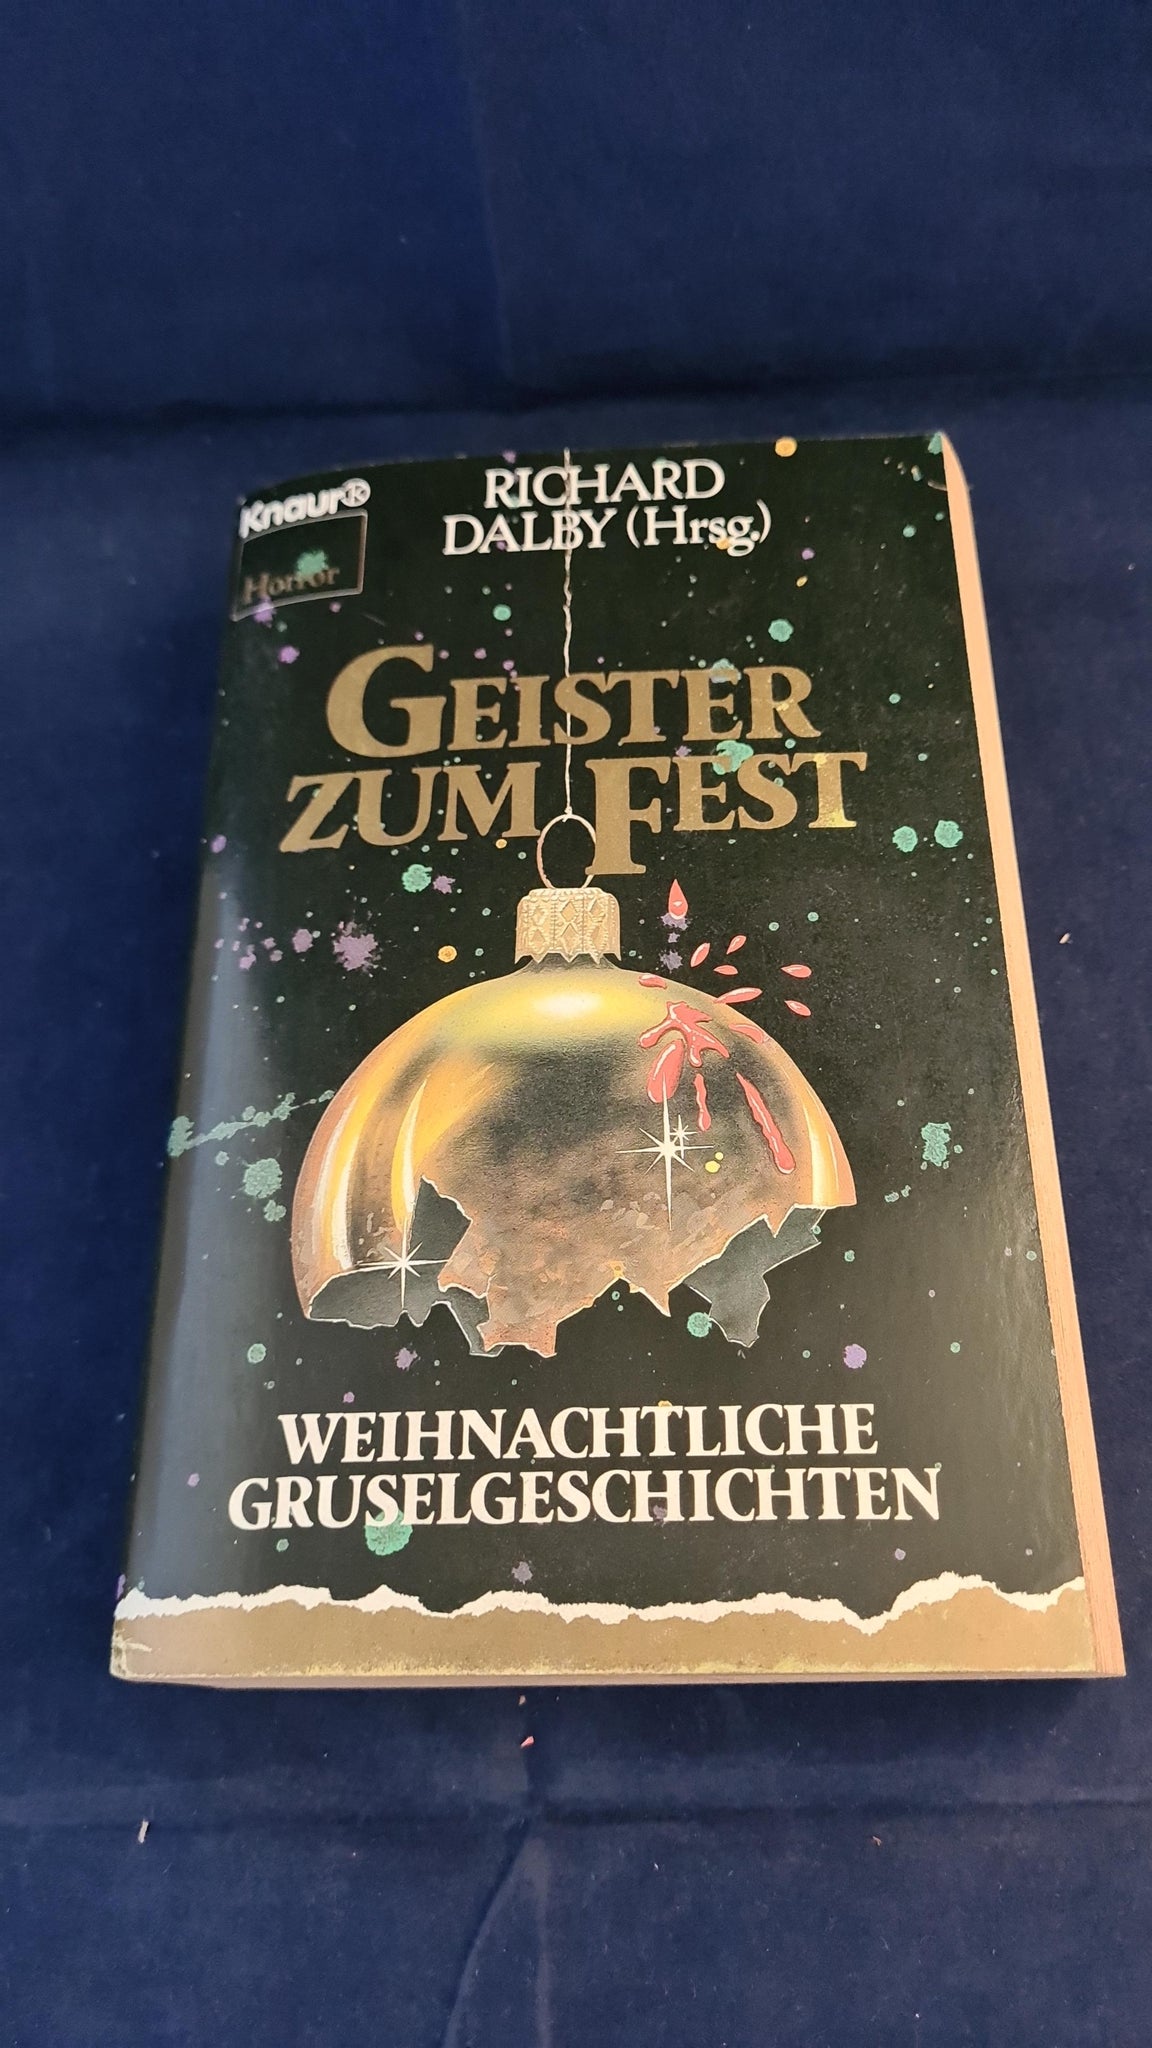 Knaur®
Horror
RICHARD
DALBY (Hrsg.)
GEISTER
ZUM FEST
WEIHNACHTLICHE
GRUSELGESCHICHTEN